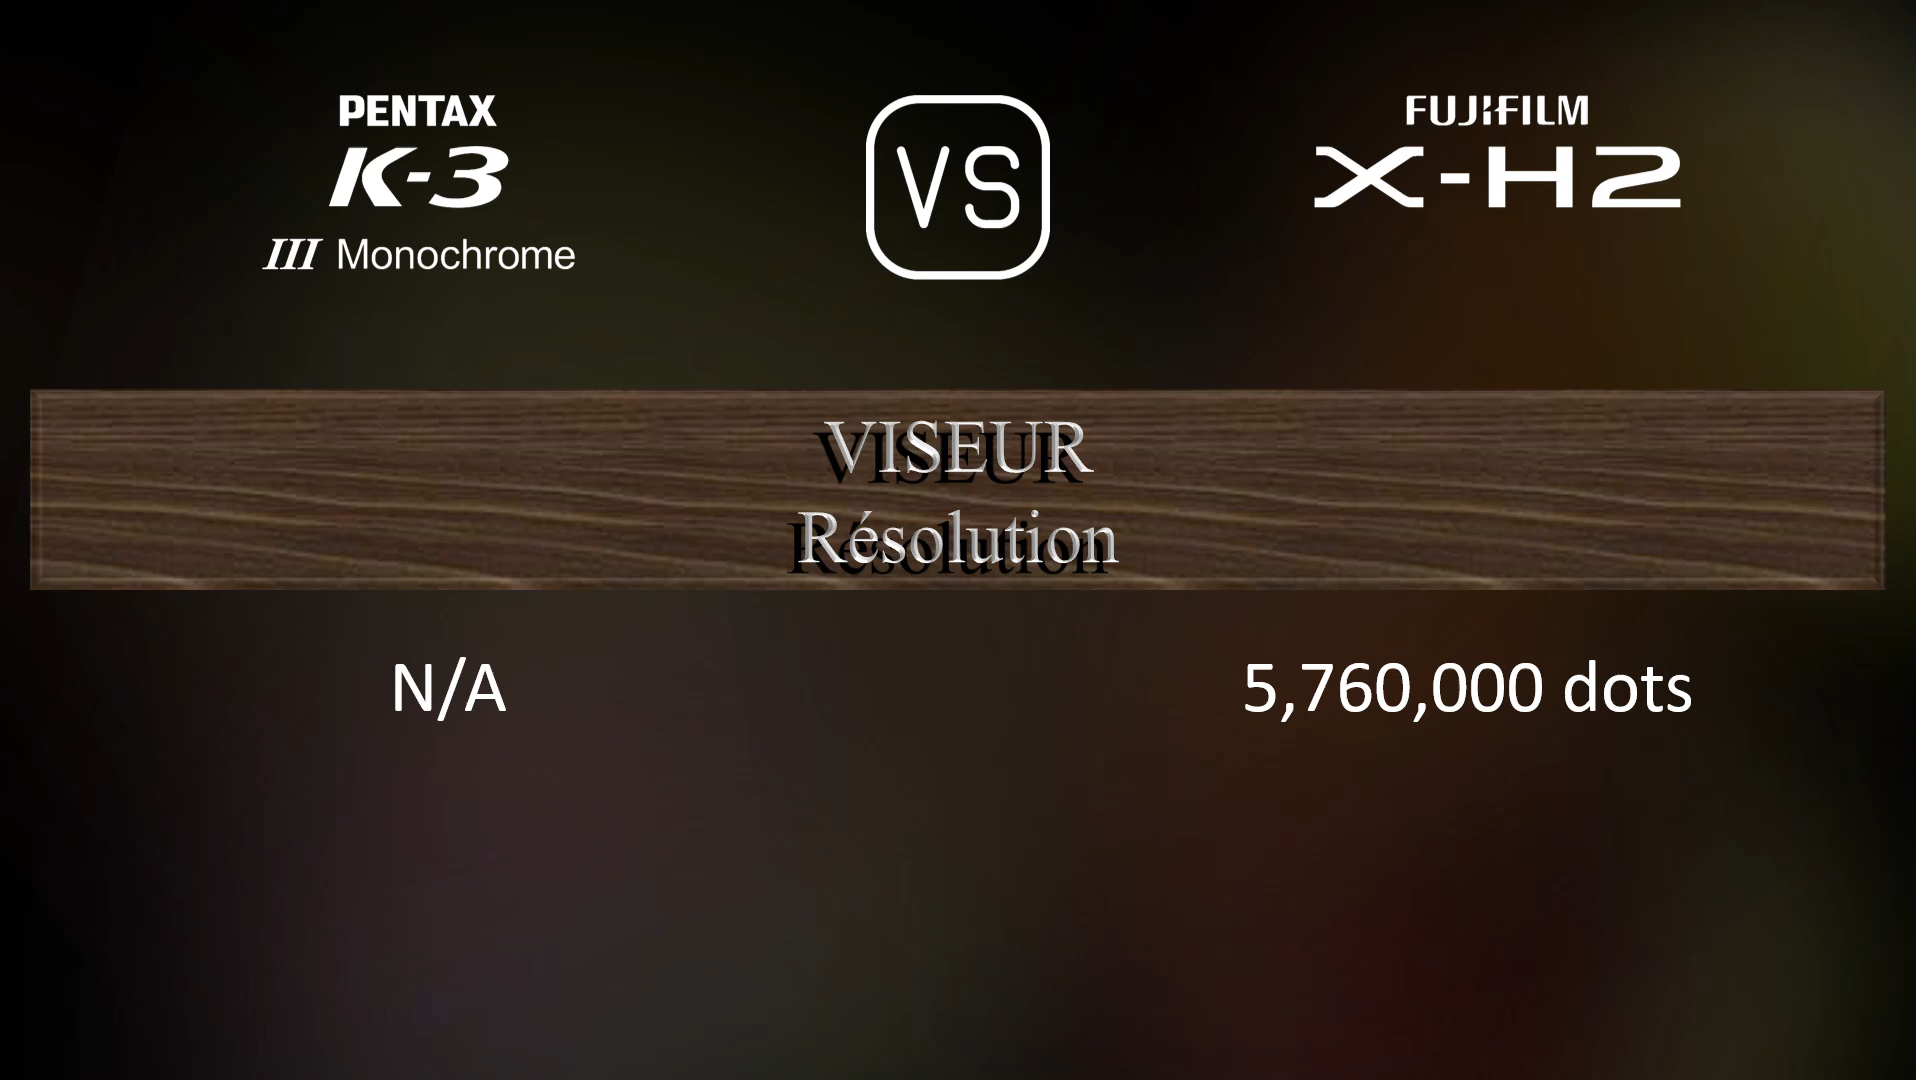 PENTAX
K-3
III Monochrome
VS
FUJIFILM
X-H2
VISEUR
Résolution
N/A
5,760,000 dots